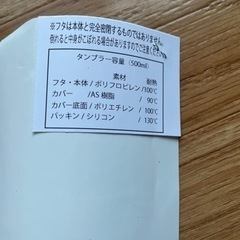 ※フタは本体と完全密閉するものではありません。
倒れると中身がこぼれる場合がありますのでご注意ください
タンブラー容量(500ml)
素材 耐熱
フタ・本体/ポリプロピレン/100℃
カバー /AS樹脂 / 90℃
カバー底面/ポリエチレン /100℃
パッキン/シリコン /130℃